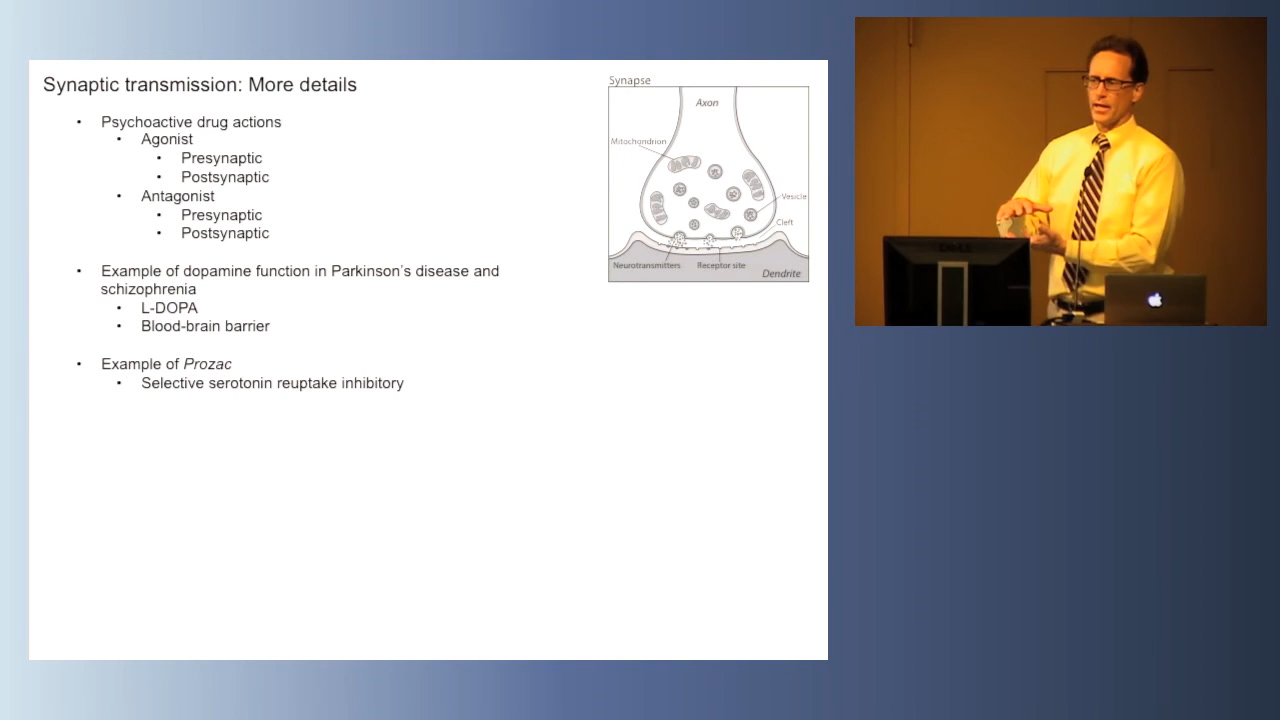 Synaptic transmission: More details
• Psychoactive drug actions
• Agonist
• Presynaptic
• Postsynaptic
• Antagonist
• Presynaptic
• Postsynaptic
• Example of dopamine function in Parkinson's disease and
schizophrenia
• L-DOPA
• Blood-brain barrier
• Example of Prozac
• Selective serotonin reuptake inhibitory
Synapse
Axon
Mitochondrion
Vesicle
Cleft
Neurotransmitters
Receptor site
Dendrite
DELL